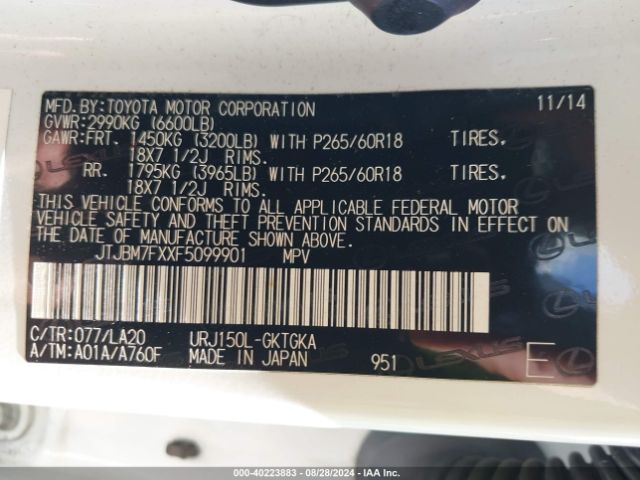 MFD.BY:TOYOTA MOTOR CORPORATION 11/14
GVWR:2990KG (6600LB)
GAWR:FRT. 1450KG (3200LB) WITH P265/60R18 TIRES.
18X7 1/2J RIMS.
RR. 1795KG (3965LB) WITH P265/60R18 TIRES.
18X7 1/2J RIMS.
THIS VEHICLE CONFORMS TO ALL APPLICABLE FEDERAL MOTOR
VEHICLE SAFETY AND THEFT PREVENTION STANDARDS IN EFFECT ON
THE DATE OF MANUFACTURE SHOWN ABOVE.
JTJBM7FXXF5099901 MPV
C/TR:077/LA20 URJ150L-GKTGKA
A/TM:A01A/A760F MADE IN JAPAN 951 E
LEXUS
000-40223883 - 08/28/2024 - IAA Inc.